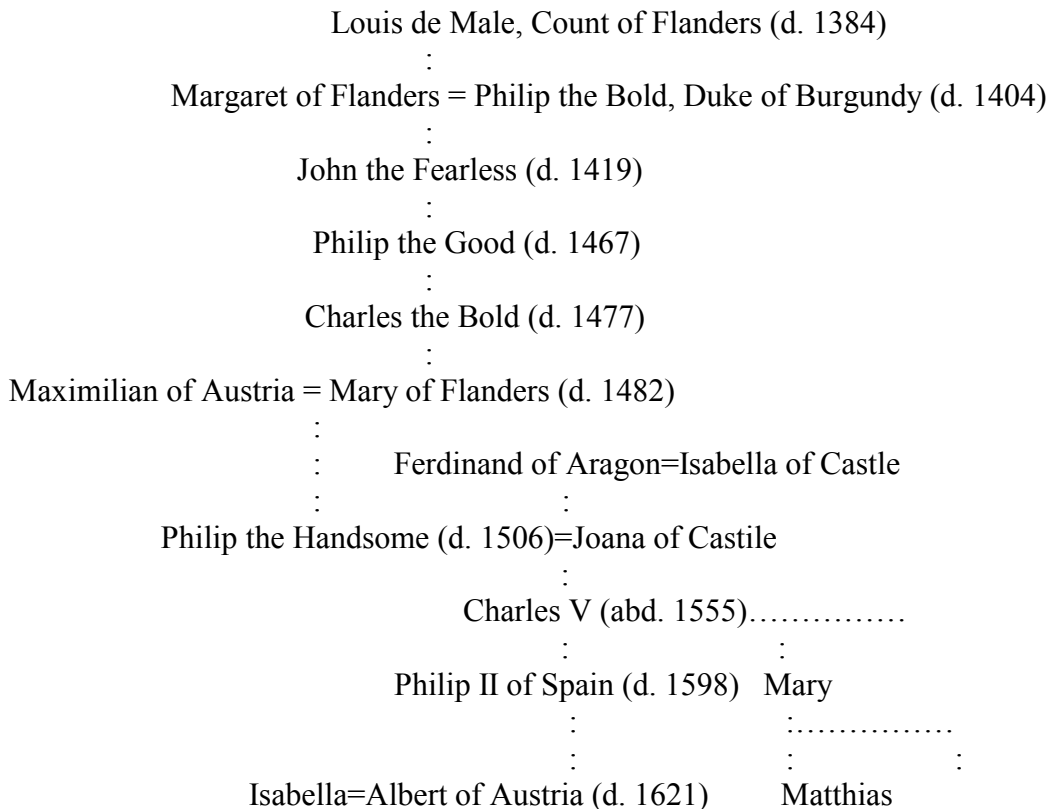 Louis de Male, Count of Flanders (d. 1384)
:
Margaret of Flanders = Philip the Bold, Duke of Burgundy (d. 1404)
:
John the Fearless (d. 1419)
:
Philip the Good (d. 1467)
:
Charles the Bold (d. 1477)
:
Maximilian of Austria = Mary of Flanders (d. 1482)
:
: Ferdinand of Aragon=Isabella of Castle
: :
Philip the Handsome (d. 1506)=Joana of Castile
:
Charles V (abd. 1555)……………
: :
Philip II of Spain (d. 1598) Mary
: :……………
: : :
Isabella=Albert of Austria (d. 1621) Matthias